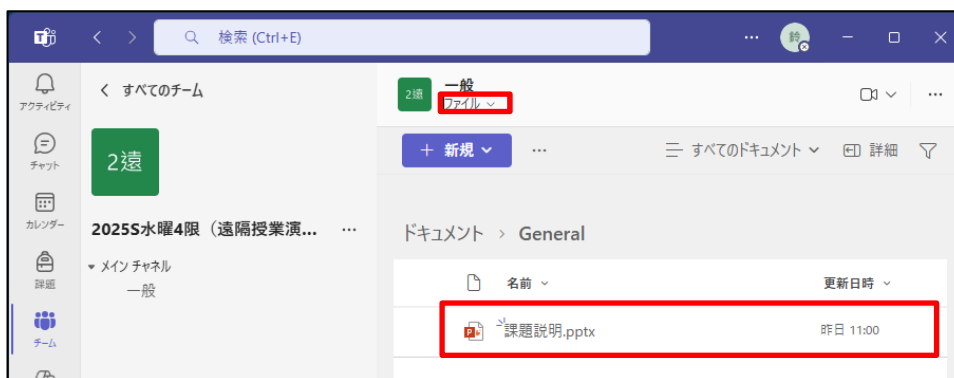 検索 (Ctrl+E)
鈴
アクティビティ
チャット
カレンダー
課題
チーム
すべてのチーム
2遠
2025S水曜4限（遠隔授業演...
メイン チャネル
一般
2遠
一般
ファイル
新規
すべてのドキュメント
詳細
ドキュメント > General
名前
更新日時
課題説明.pptx
昨日 11:00